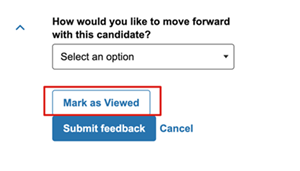 How would you like to move forward
with this candidate?
Select an option
Mark as Viewed
Submit feedback Cancel